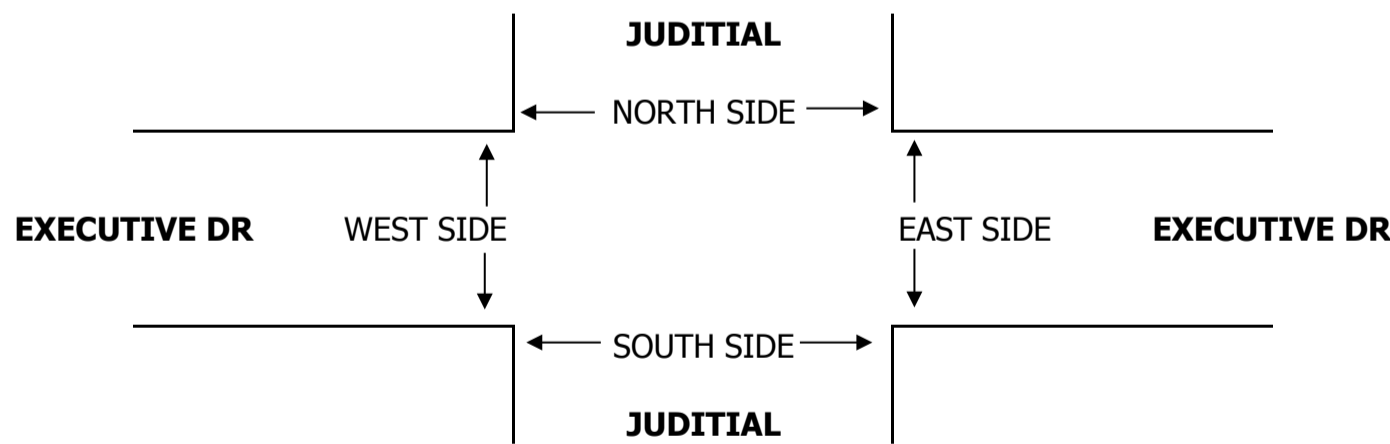 JUDITIAL
NORTH SIDE
EXECUTIVE DR WEST SIDE EAST SIDE EXECUTIVE DR
SOUTH SIDE
JUDITIAL